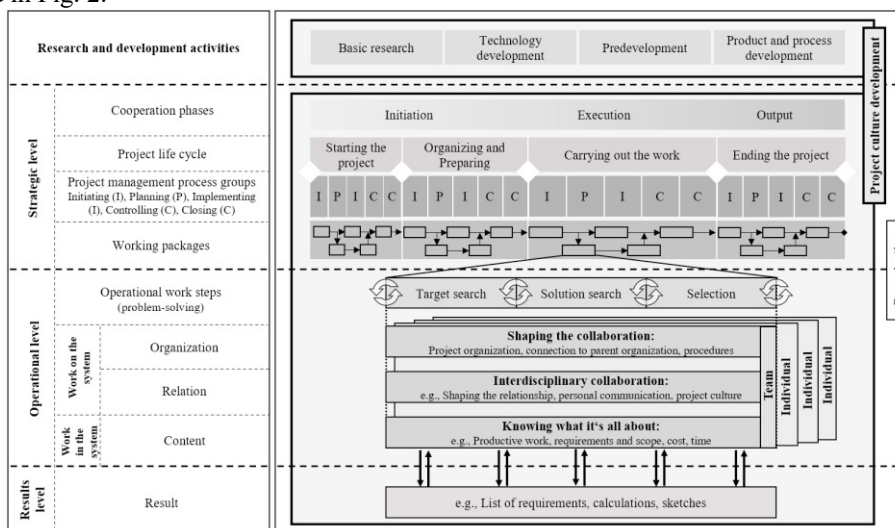 in Fig. 2.
Research and development activities
Basic research
Technology
development
Predevelopment
Product and process
development
Project culture development
Strategic level
Cooperation phases
Initiation
Execution
Output
Project life cycle
Starting the
project
Organizing and
Preparing
Carrying out the work
Ending the project
Project management process groups
Initiating (I), Planning (P), Implementing
(I), Controlling (C), Closing (C)
I P I C C
I P I C C
I P I C C
I P I C C
Working packages
Operational level
Operational work steps
(problem-solving)
Target search
Solution search
Selection
Work on the
system
Organization
Shaping the collaboration:
Project organization, connection to parent organization, procedures
Relation
Interdisciplinary collaboration:
e.g., Shaping the relationship, personal communication, project culture
Work
in the
system
Content
Knowing what it‘s all about:
e.g., Productive work, requirements and scope, cost, time
Team
Individual
Individual
Individual
Results
level
Result
e.g., List of requirements, calculations, sketches